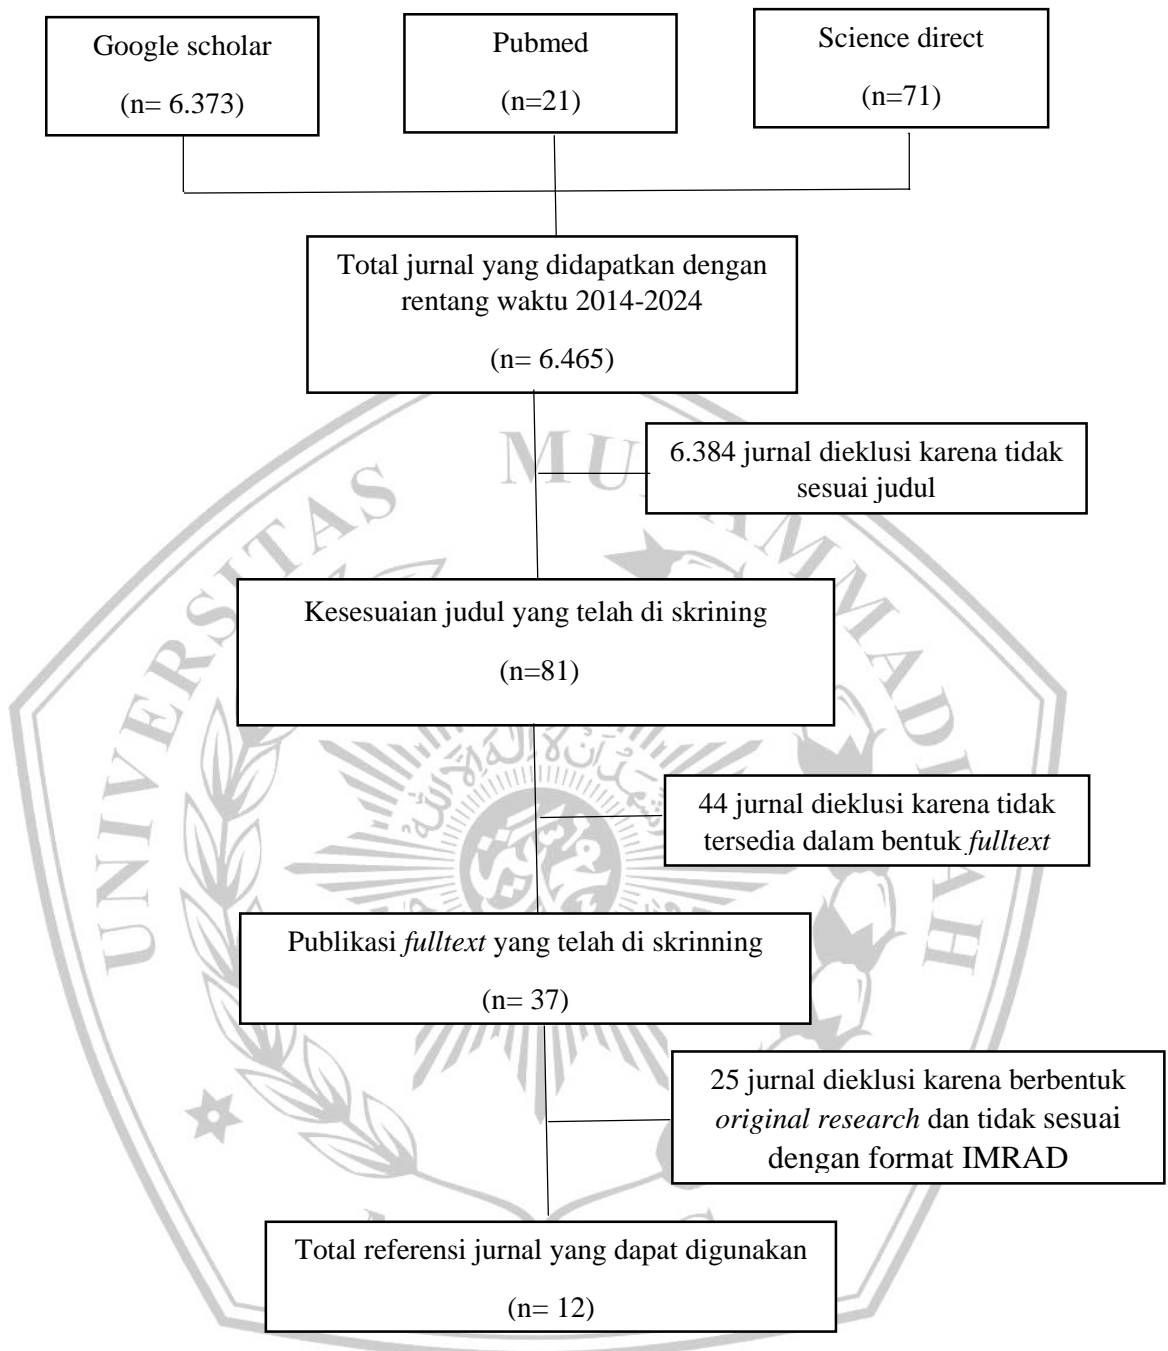 Google scholar
(n= 6.373)
Pubmed
(n=21)
Science direct
(n=71)
Total jurnal yang didapatkan dengan
rentang waktu 2014-2024
(n= 6.465)
6.384 jurnal dieklusi karena tidak
sesuai judul
Kesesuaian judul yang telah di skrining
(n=81)
44 jurnal dieklusi karena tidak
tersedia dalam bentuk fulltext
Publikasi fulltext yang telah di skrinning
(n= 37)
25 jurnal dieklusi karena berbentuk
original research dan tidak sesuai
dengan format IMRAD
Total referensi jurnal yang dapat digunakan
(n= 12)
UNIVERSITAS